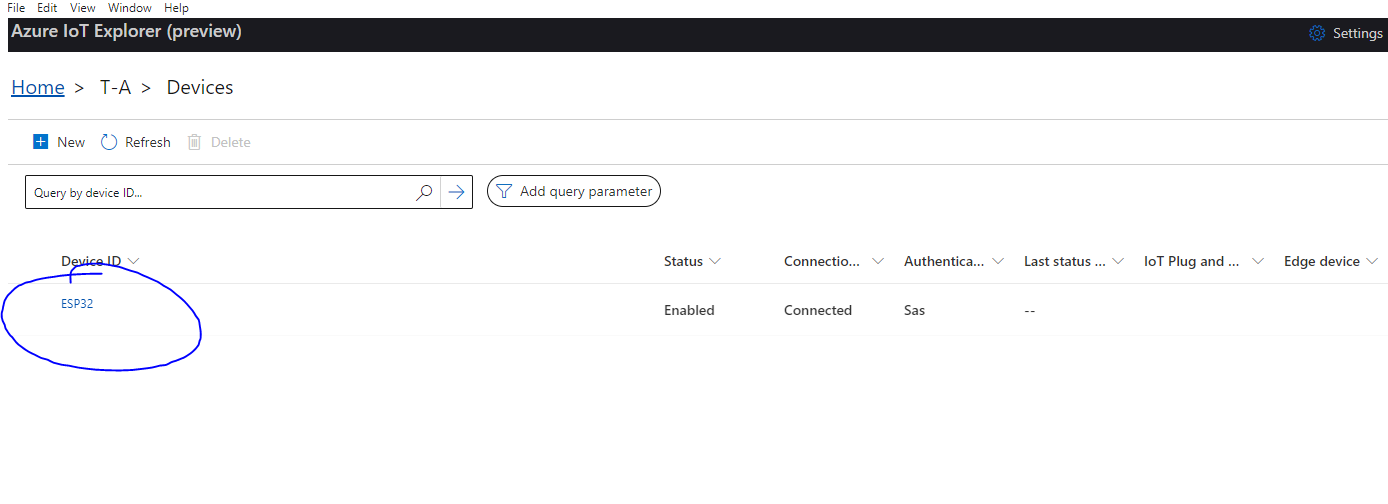 File Edit View Window Help
Azure IoT Explorer (preview) Settings
Home > T-A > Devices
New Refresh Delete
Query by device ID... Add query parameter
Device ID Status Connectio... Authentica... Last status ... IoT Plug and ... Edge device
ESP32 Enabled Connected Sas --